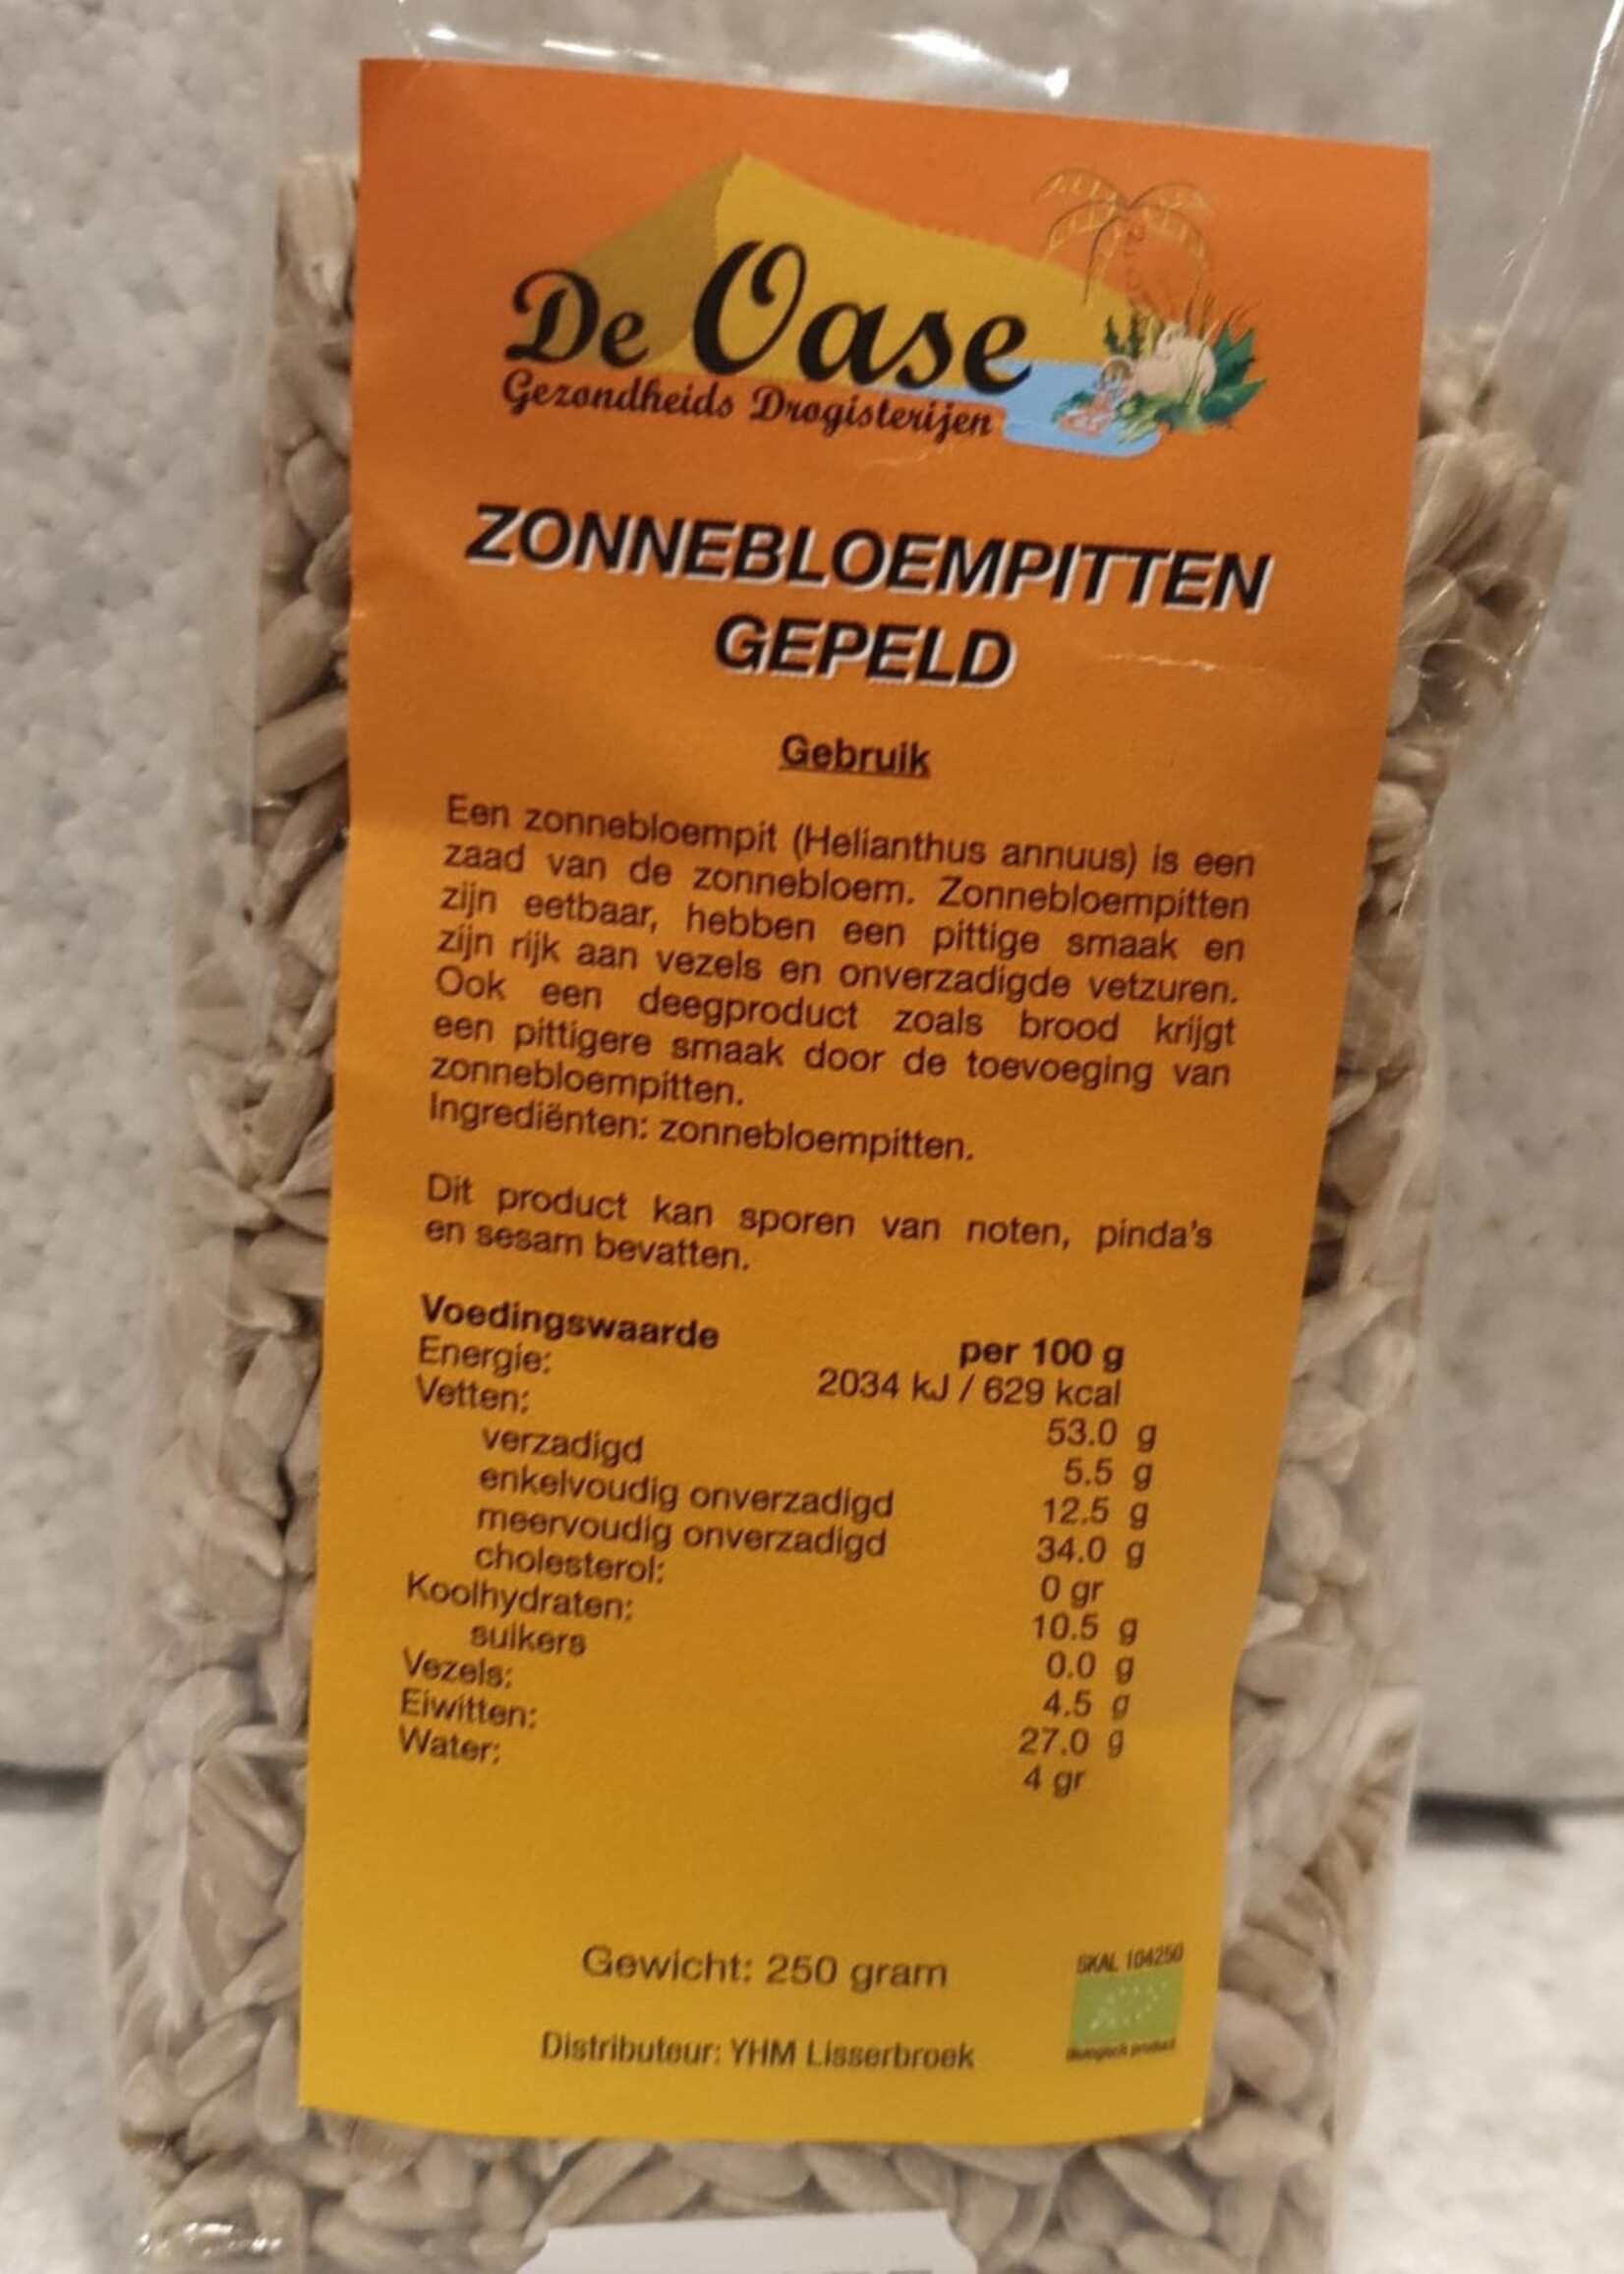 De Oase
Gezondheids Drogisterijen
ZONNEBLOEMPITTEN
GEPELD
Gebruik
Een zonnebloempit (Helianthus annuus) is een
zaad van de zonnebloem. Zonnebloempitten
zijn eetbaar, hebben een pittige smaak en
zijn rijk aan vezels en onverzadigde vetzuren.
Ook een deegproduct zoals brood krijgt
een pittigere smaak door de toevoeging van
zonnebloempitten.
Ingrediënten: zonnebloempitten.
Dit product kan sporen van noten, pinda's
en sesam bevatten.
Voedingswaarde per 100 g
Energie: 2034 kJ / 629 kcal
Vetten: 53.0 g
verzadigd 5.5 g
enkelvoudig onverzadigd 12.5 g
meervoudig onverzadigd 34.0 g
cholesterol: 0 gr
Koolhydraten: 10.5 g
suikers 0.0 g
Vezels: 4.5 g
Eiwitten: 27.0 g
Water: 4 gr
Gewicht: 250 gram
SKAL 104250
Distributeur: YHM Lisserbroek
Biologisch product